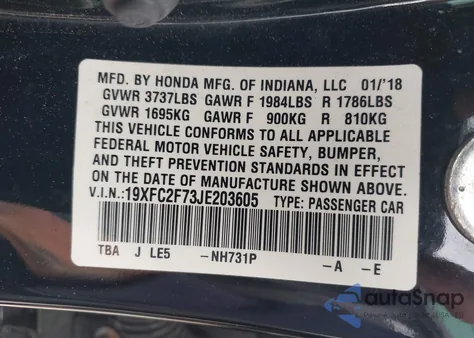 MFD. BY HONDA MFG. OF INDIANA, LLC 01/'18
GVWR 3737LBS GAWR F 1984LBS R 1786LBS
GVWR 1695KG GAWR F 900KG R 810KG
THIS VEHICLE CONFORMS TO ALL APPLICABLE
FEDERAL MOTOR VEHICLE SAFETY, BUMPER,
AND THEFT PREVENTION STANDARDS IN EFFECT
ON THE DATE OF MANUFACTURE SHOWN ABOVE.
V.I.N.: 19XFC2F73JE203605 TYPE: PASSENGER CAR
TBA J LE5 -NH731P -A -E
autoSnap